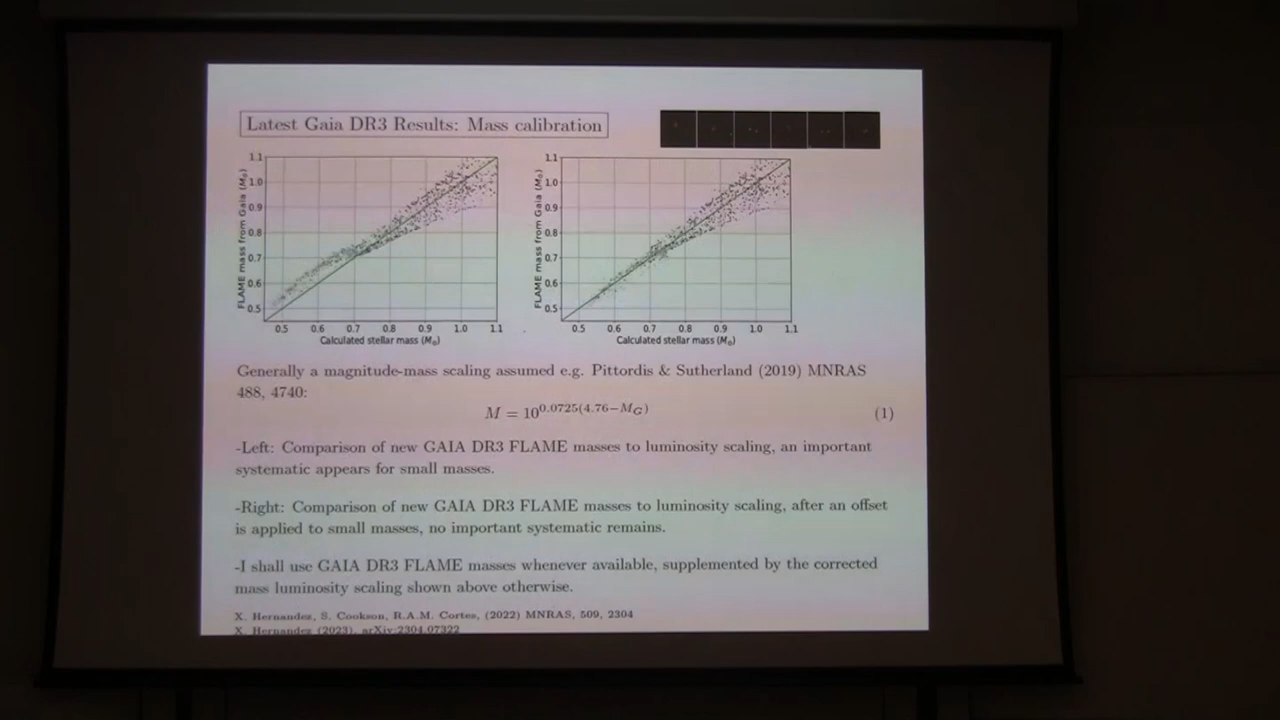 Latest Gaia DR3 Results: Mass calibration
1.1
1.0
0.9
0.8
0.7
0.6
0.5
FLAME mass from Gaia (M⊙)
0.5 0.6 0.7 0.8 0.9 1.0 1.1
Calculated stellar mass (M⊙)
1.1
1.0
0.9
0.8
0.7
0.6
0.5
FLAME mass from Gaia (M⊙)
0.5 0.6 0.7 0.8 0.9 1.0 1.1
Calculated stellar mass (M⊙)
Generally a magnitude-mass scaling assumed e.g. Pittordis & Sutherland (2019) MNRAS
488, 4740:
M = 10^0.0725(4.76−M_G) (1)
-Left: Comparison of new GAIA DR3 FLAME masses to luminosity scaling, an important
systematic appears for small masses.
-Right: Comparison of new GAIA DR3 FLAME masses to luminosity scaling, after an offset
is applied to small masses, no important systematic remains.
-I shall use GAIA DR3 FLAME masses whenever available, supplemented by the corrected
mass luminosity scaling shown above otherwise.
X. Hernandez, S. Cookson, R.A.M. Cortes, (2022) MNRAS, 509, 2304
X. Hernandez (2023), arXiv:2304.07322